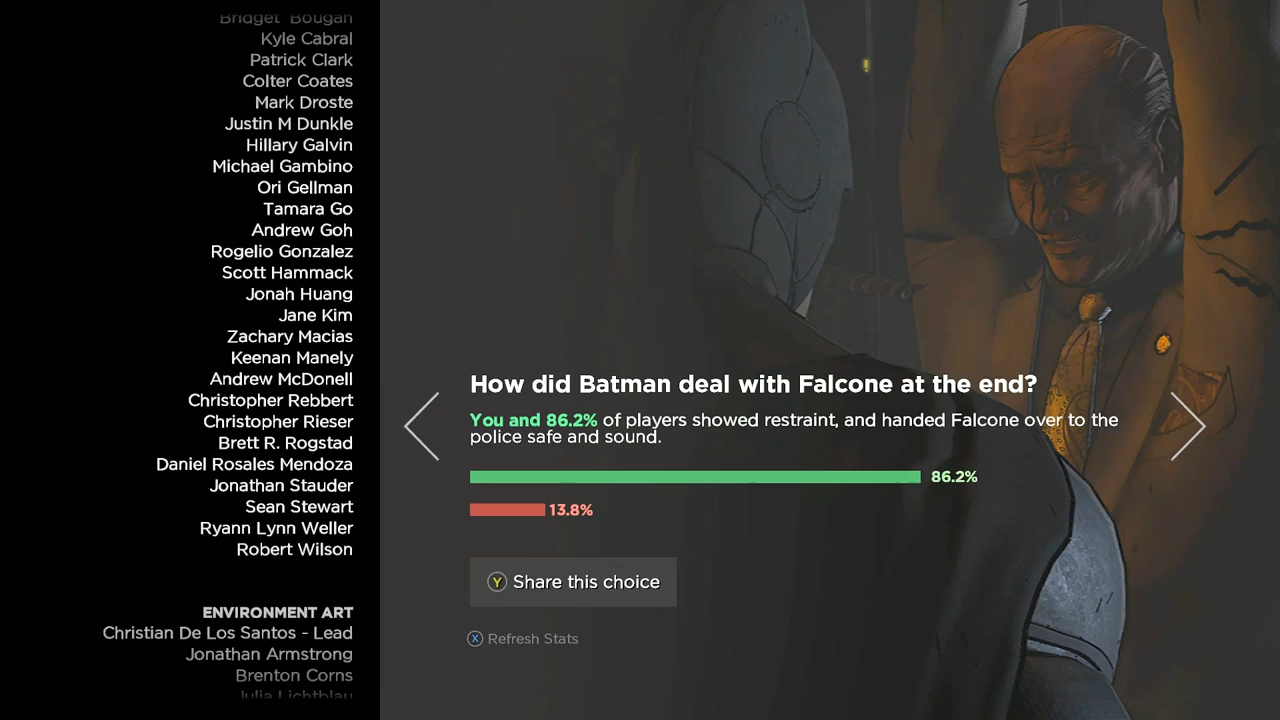 Bridget Bougan
Kyle Cabral
Patrick Clark
Colter Coates
Mark Droste
Justin M Dunkle
Hillary Galvin
Michael Gambino
Ori Gellman
Tamara Go
Andrew Goh
Rogelio Gonzalez
Scott Hammack
Jonah Huang
Jane Kim
Zachary Macias
Keenan Manely
Andrew McDonell
Christopher Rebbert
Christopher Rieser
Brett R. Rogstad
Daniel Rosales Mendoza
Jonathan Stauder
Sean Stewart
Ryann Lynn Weller
Robert Wilson
ENVIRONMENT ART
Christian De Los Santos - Lead
Jonathan Armstrong
Brenton Corns
Julia Lichtblau
How did Batman deal with Falcone at the end?
You and 86.2% of players showed restraint, and handed Falcone over to the
police safe and sound.
86.2%
13.8%
Y Share this choice
X Refresh Stats